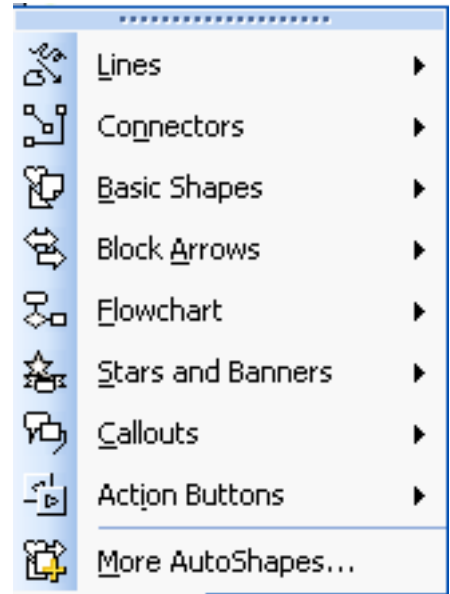 Lines
Connectors
Basic Shapes
Block Arrows
Flowchart
Stars and Banners
Callouts
Action Buttons
More AutoShapes...